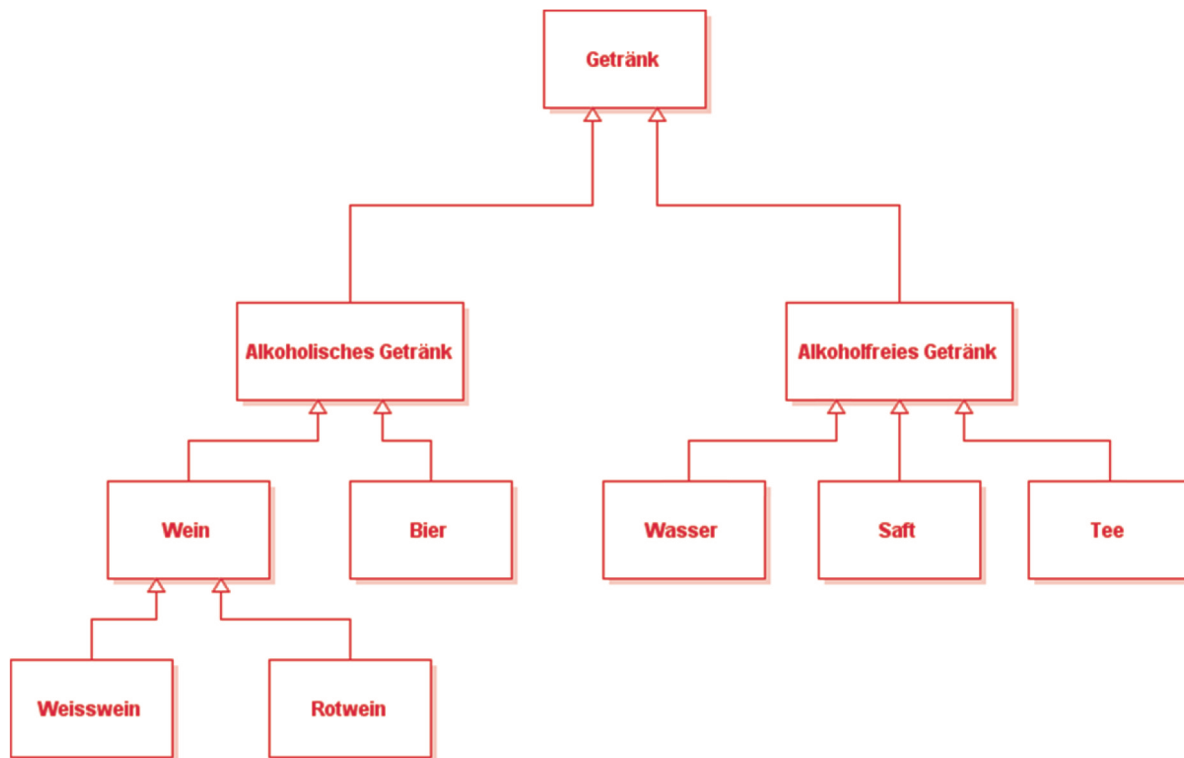 Getränk
Alkoholisches Getränk
Alkoholfreies Getränk
Wein
Bier
Wasser
Saft
Tee
Weisswein
Rotwein